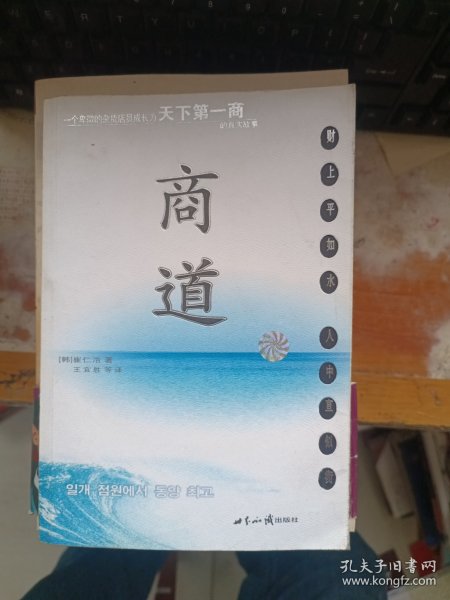 一个卑微的杂货店员成长为 天下第一商
的真实故事
商道
财上平如水 人中直似衡
[韩]崔仁浩 著
王宜胜等 译
일개 점원에서 동양 최고
世界知识出版社
孔夫子旧书网
www.kongfz.com